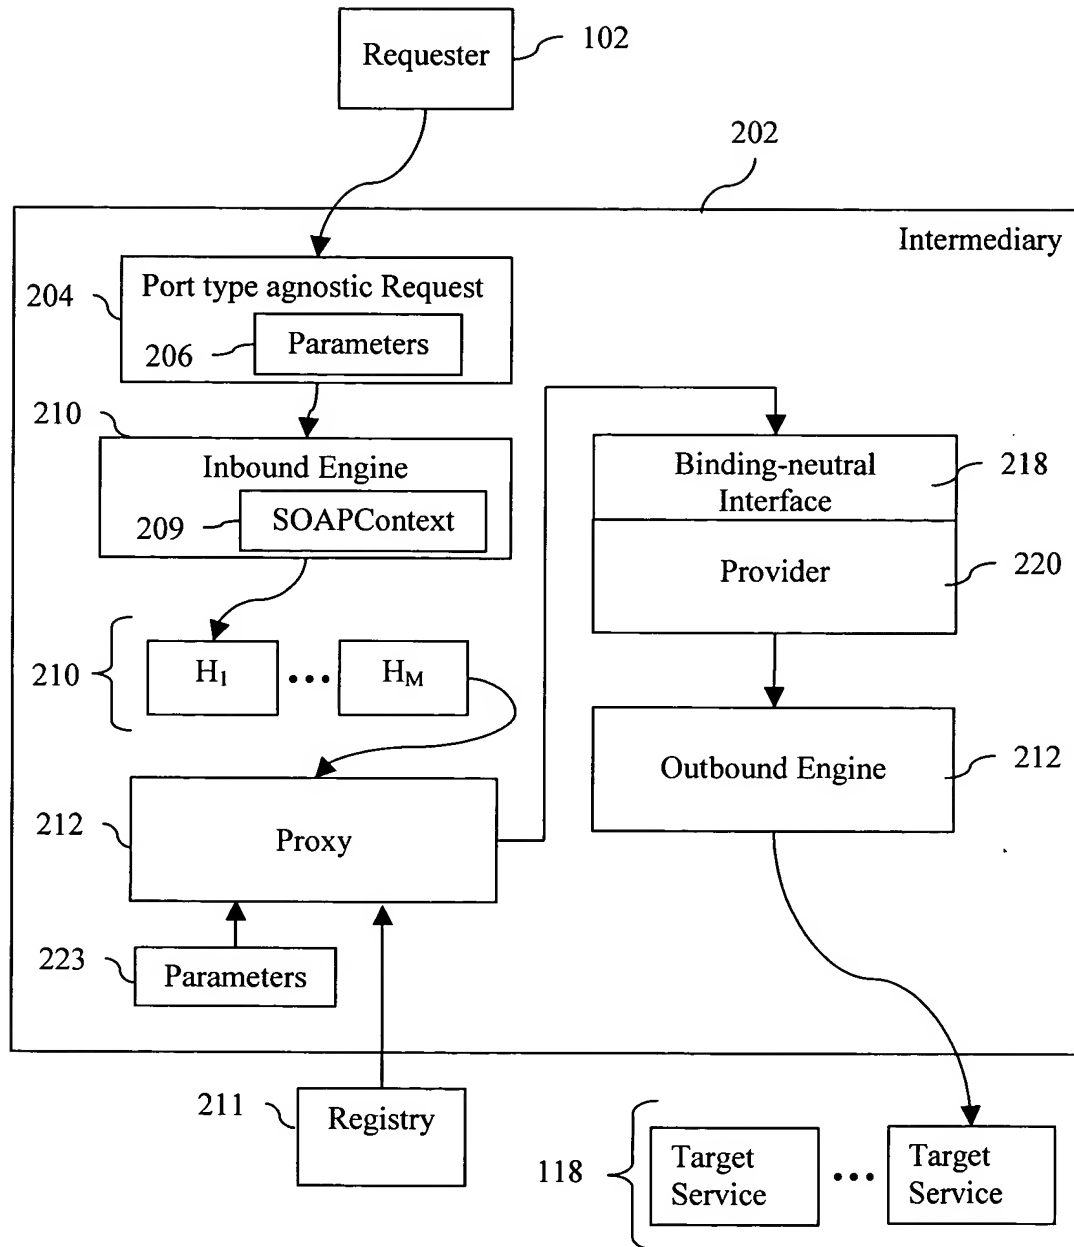 Requester
102
202
Intermediary
204
Port type agnostic Request
206
Parameters
210
Inbound Engine
209
SOAPContext
Binding-neutral
Interface
218
Provider
220
210
H1
•••
HM
212
Proxy
Outbound Engine
212
223
Parameters
211
Registry
118
Target
Service
•••
Target
Service